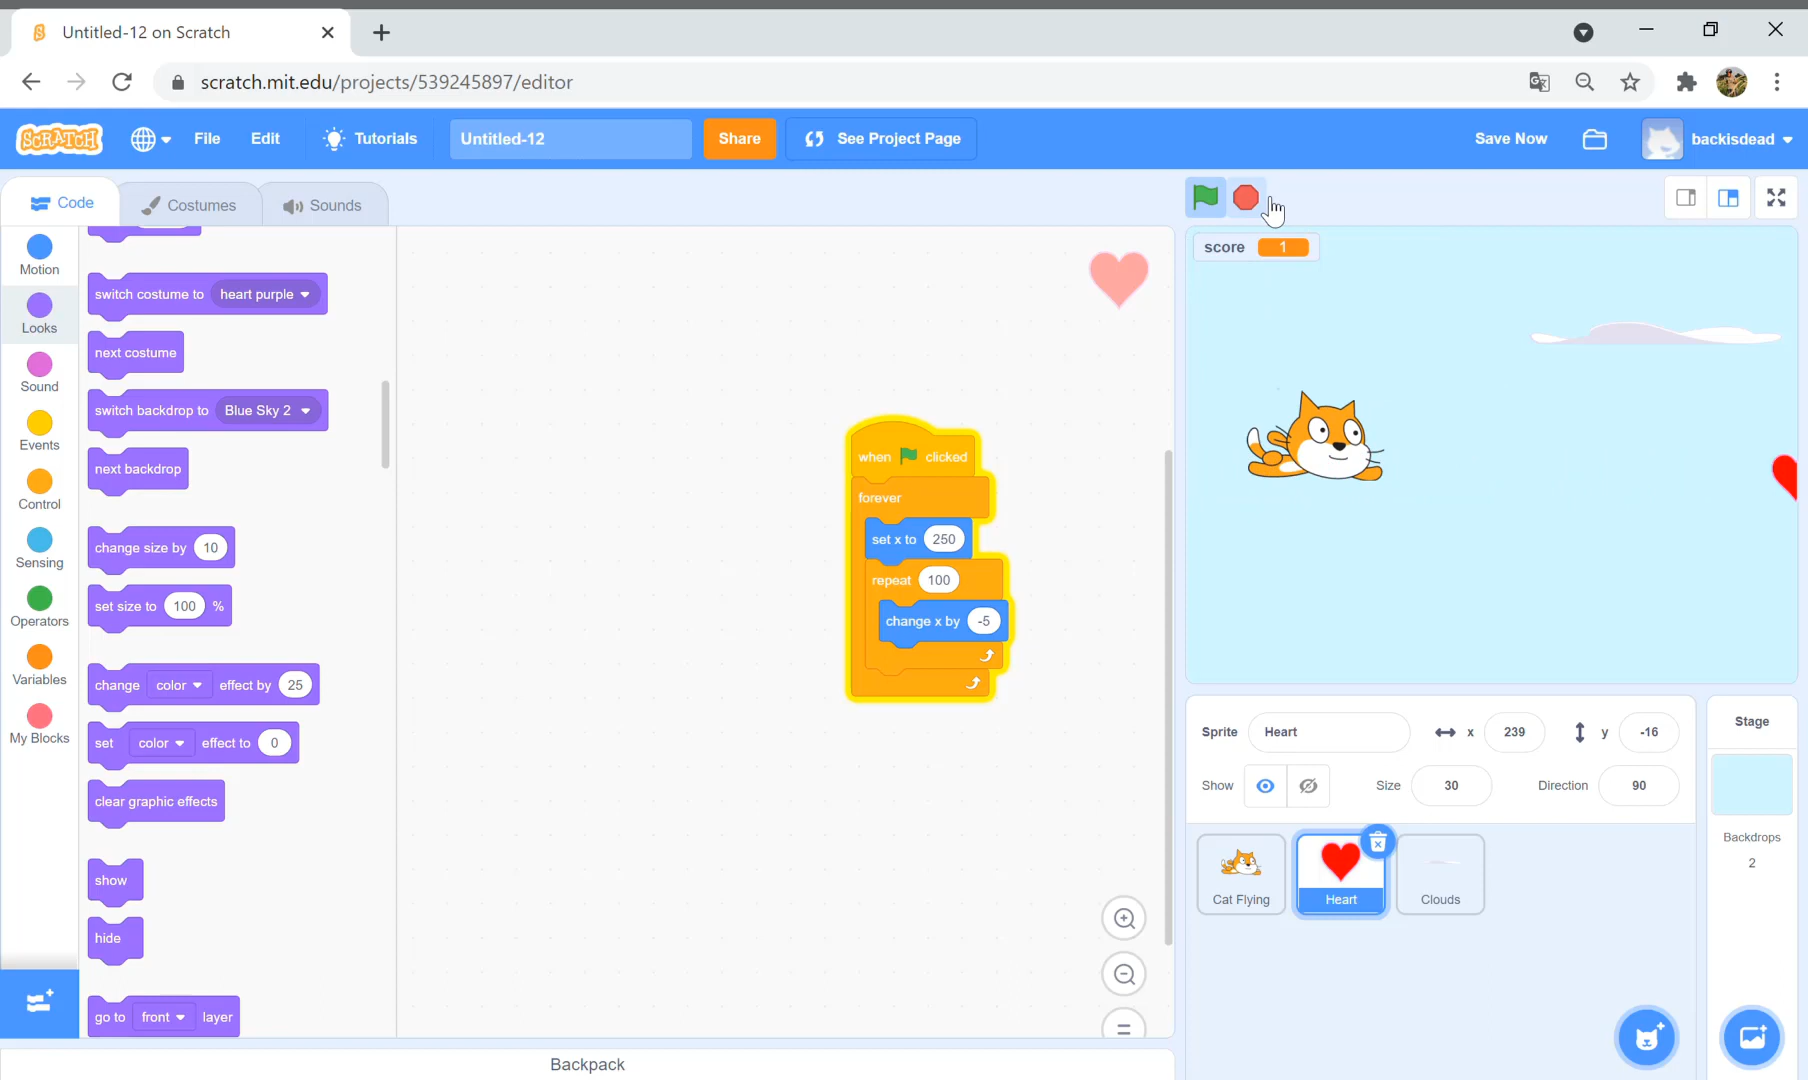 Untitled-12 on Scratch
scratch.mit.edu/projects/539245897/editor
SCRATCH
File
Edit
Tutorials
Untitled-12
Share
See Project Page
Save Now
backisdead
Code
Costumes
Sounds
Motion
Looks
Sound
Events
Control
Sensing
Operators
Variables
My Blocks
switch costume to heart purple
next costume
switch backdrop to Blue Sky 2
next backdrop
change size by 10
set size to 100 %
change color effect by 25
set color effect to 0
clear graphic effects
show
hide
go to front layer
when clicked
forever
set x to 250
repeat 100
change x by -5
Backpack
score 1
Sprite Heart x 239 y -16
Show Size 30 Direction 90
Cat Flying
Heart
Clouds
Stage
Backdrops
2